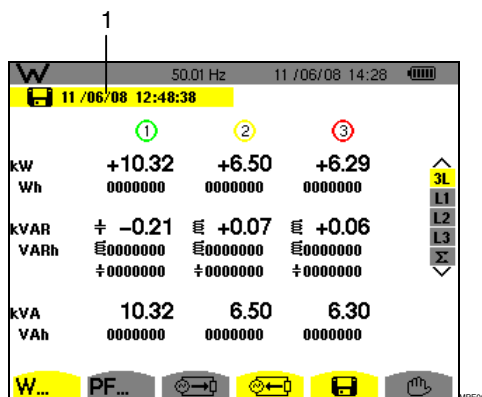 1
W 50.01 Hz 11 /06/08 14:28
11 /06/08 12:48:38
1 2 3
kW +10.32 +6.50 +6.29
Wh 0000000 0000000 0000000
kVAR -0.21 +0.07 +0.06
VARh 0000000 0000000 0000000
0000000 0000000 0000000
kVA 10.32 6.50 6.30
VAh 0000000 0000000 0000000
3L
L1
L2
L3
Σ
W... PF...